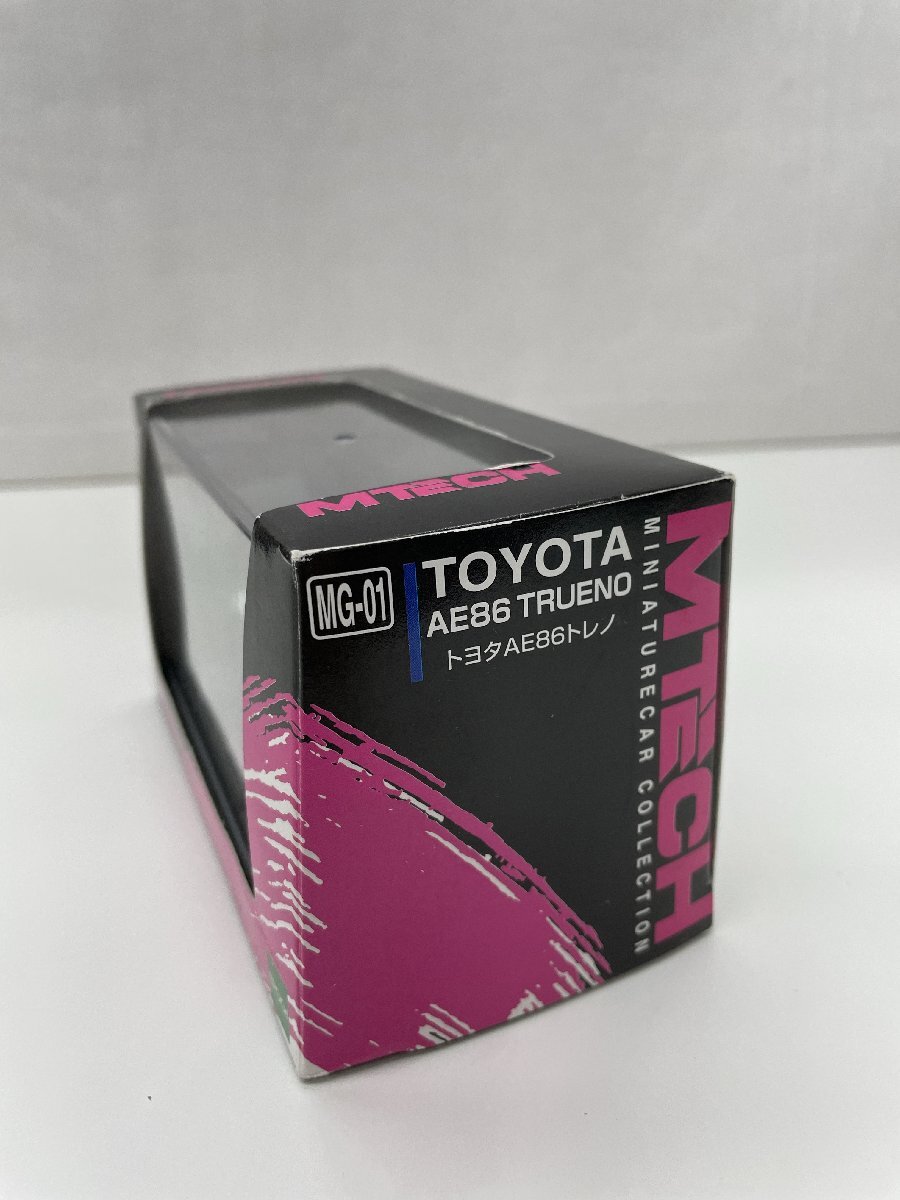 MTECH
MG-01
TOYOTA
AE86 TRUENO
トヨタAE86トレノ
MTECH
MINIATURECAR COLLECTION